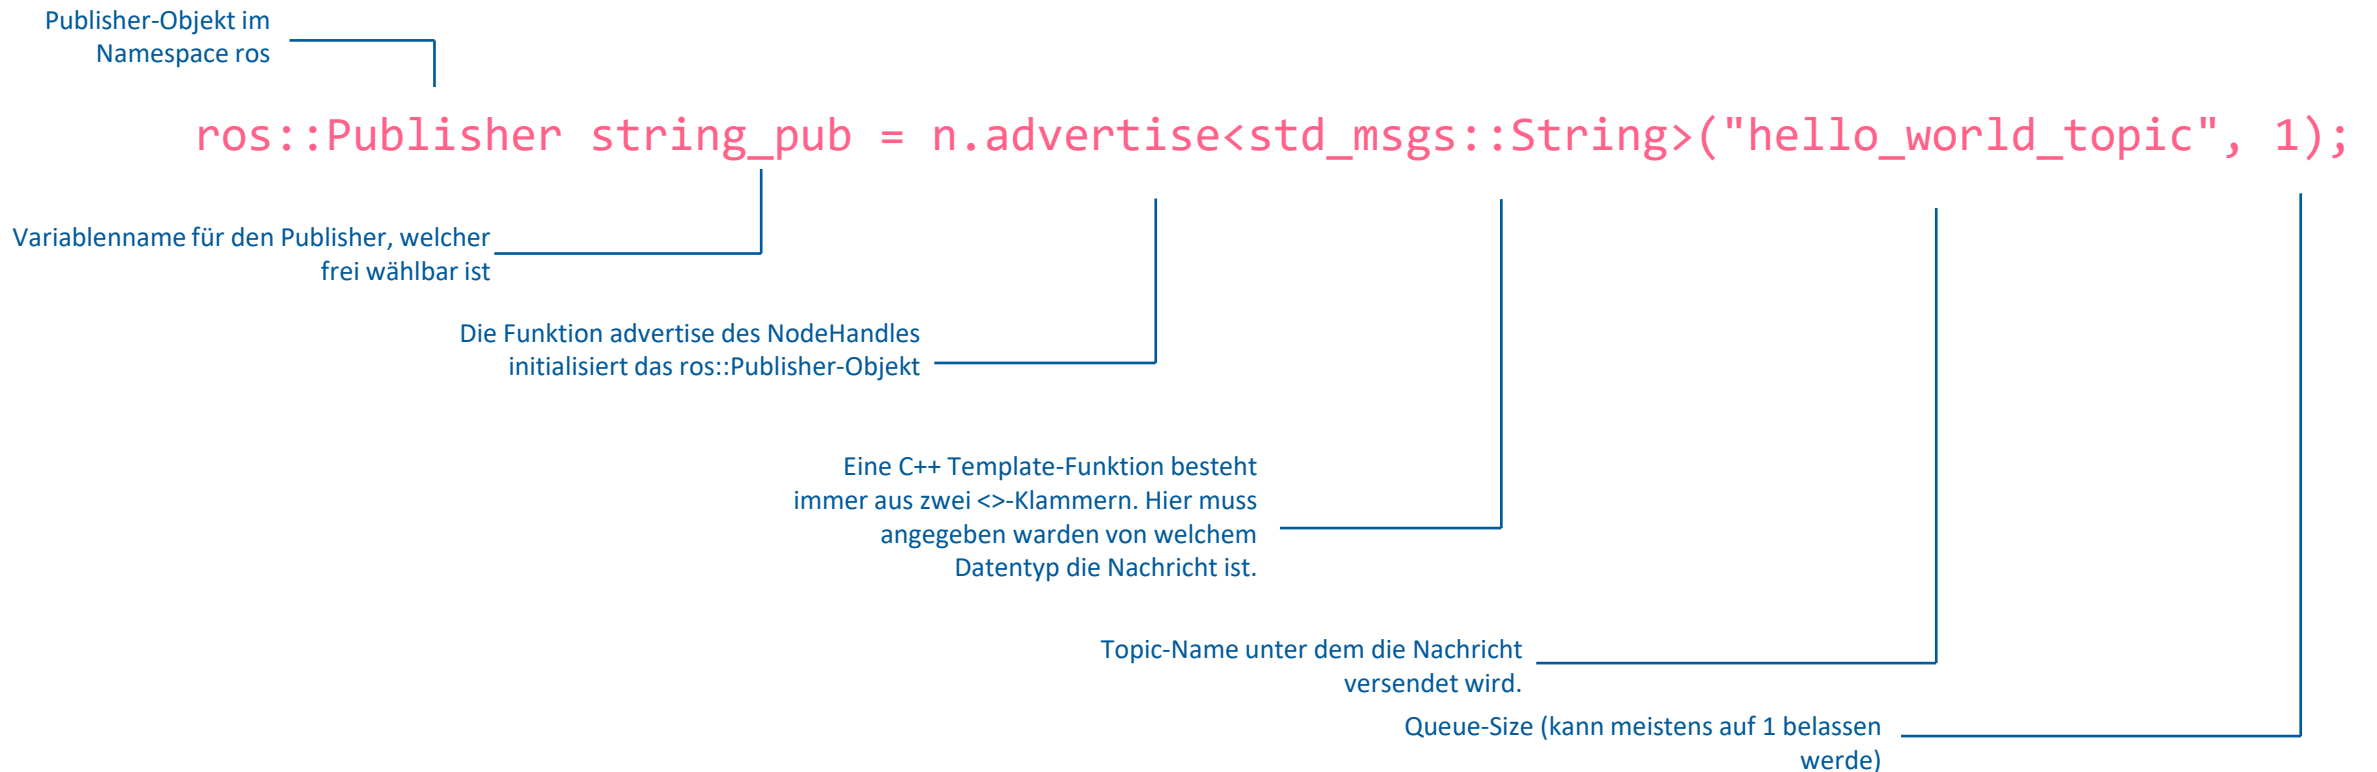 Publisher-Objekt im
Namespace ros
ros::Publisher string_pub = n.advertise<std_msgs::String>("hello_world_topic", 1);
Variablenname für den Publisher, welcher
frei wählbar ist
Die Funktion advertise des NodeHandles
initialisiert das ros::Publisher-Objekt
Eine C++ Template-Funktion besteht
immer aus zwei <>-Klammern. Hier muss
angegeben warden von welchem
Datentyp die Nachricht ist.
Topic-Name unter dem die Nachricht
versendet wird.
Queue-Size (kann meistens auf 1 belassen
werde)